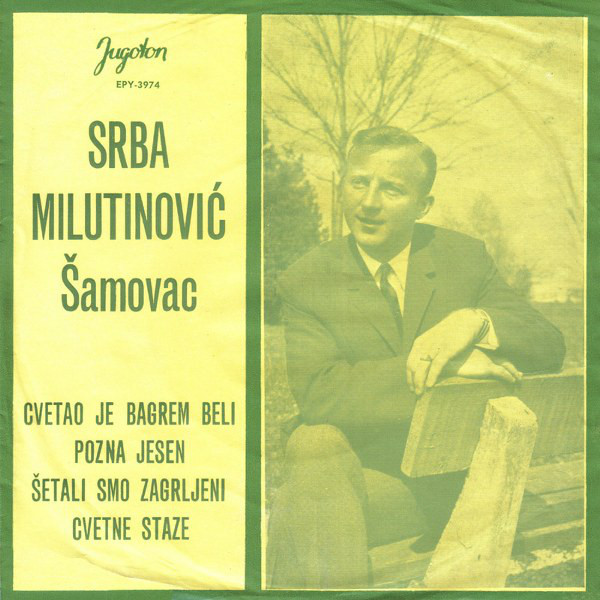 Jugoton
EPY-3974
SRBA
MILUTINOVIĆ
Šamovac
CVETAO JE BAGREM BELI
POZNA JESEN
ŠETALI SMO ZAGRLJENI
CVETNE STAZE